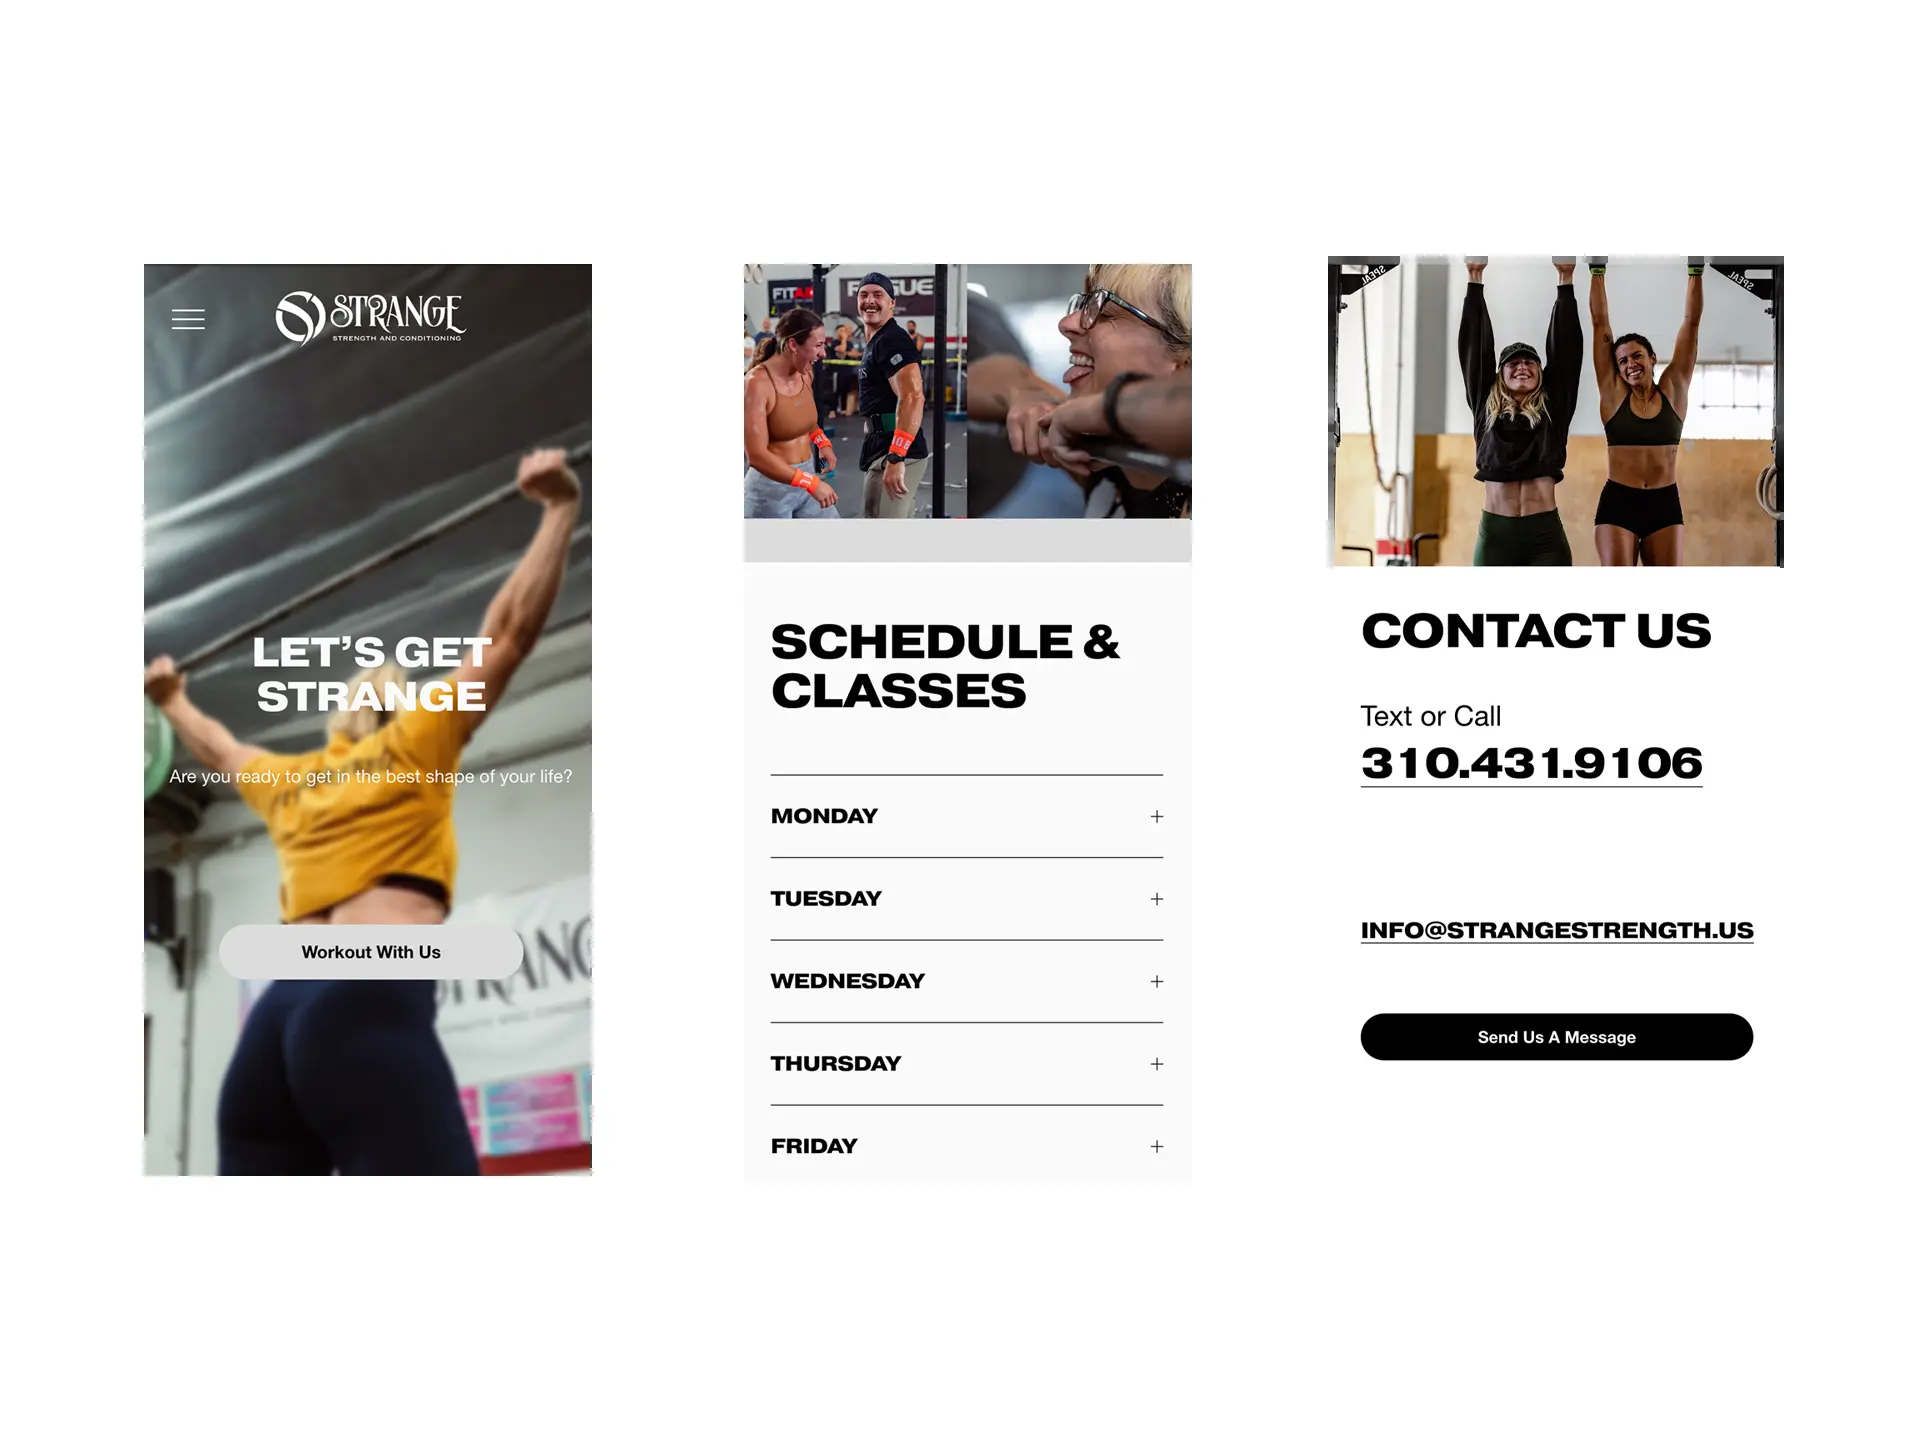 STRANGE
STRENGTH AND CONDITIONING
LET'S GET
STRANGE
Are you ready to get in the best shape of your life?
Workout With Us
SCHEDULE &
CLASSES
MONDAY
TUESDAY
WEDNESDAY
THURSDAY
FRIDAY
SPEAL
SPEAL
CONTACT US
Text or Call
310.431.9106
INFO@STRANGESTRENGTH.US
Send Us A Message